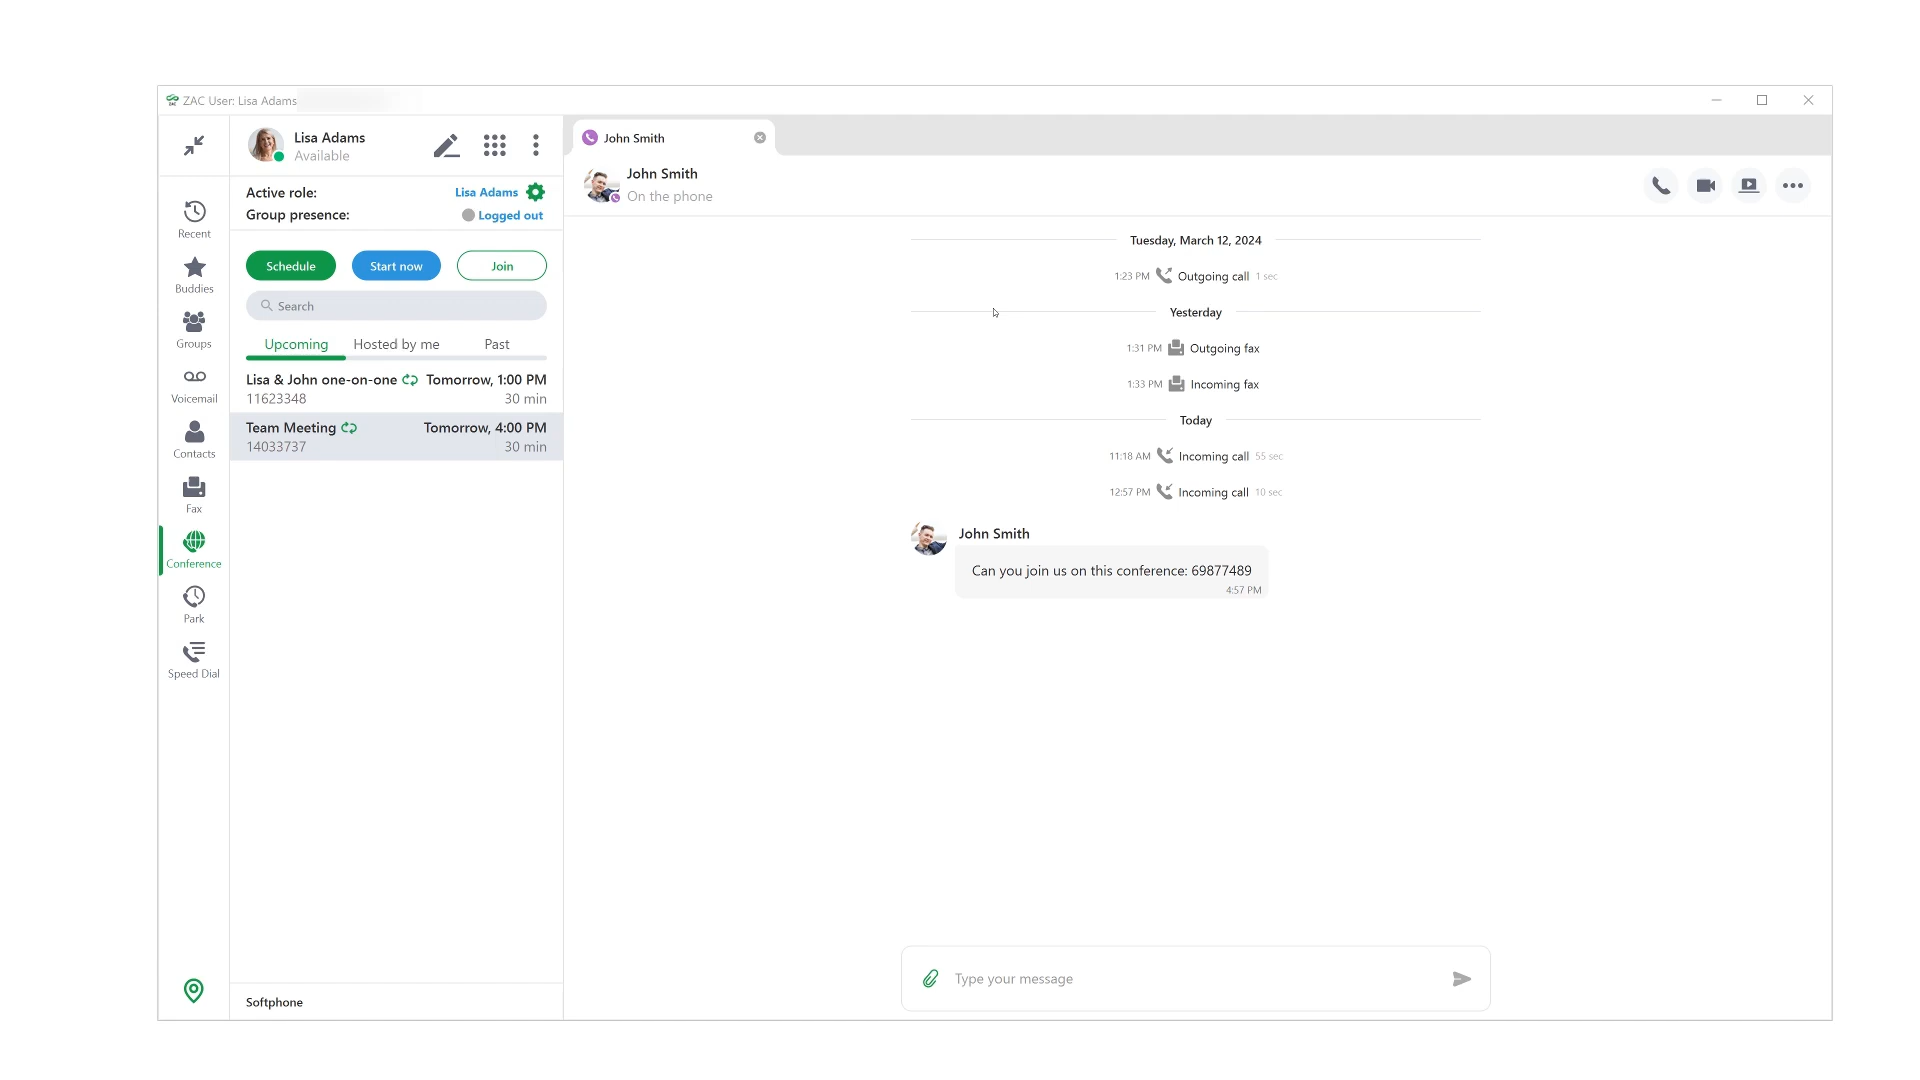 ZAC User: Lisa Adams
Lisa Adams
Available
Active role: Lisa Adams
Group presence: Logged out
Recent
Buddies
Groups
Voicemail
Contacts
Fax
Conference
Park
Speed Dial
Schedule Start now Join
Search
Upcoming Hosted by me Past
Lisa & John one-on-one Tomorrow, 1:00 PM
11623348 30 min
Team Meeting Tomorrow, 4:00 PM
14033737 30 min
Softphone
John Smith
John Smith
On the phone
Tuesday, March 12, 2024
1:23 PM Outgoing call 1 sec
Yesterday
1:31 PM Outgoing fax
1:33 PM Incoming fax
Today
11:18 AM Incoming call 55 sec
12:57 PM Incoming call 10 sec
John Smith
Can you join us on this conference: 69877489
4:57 PM
Type your message